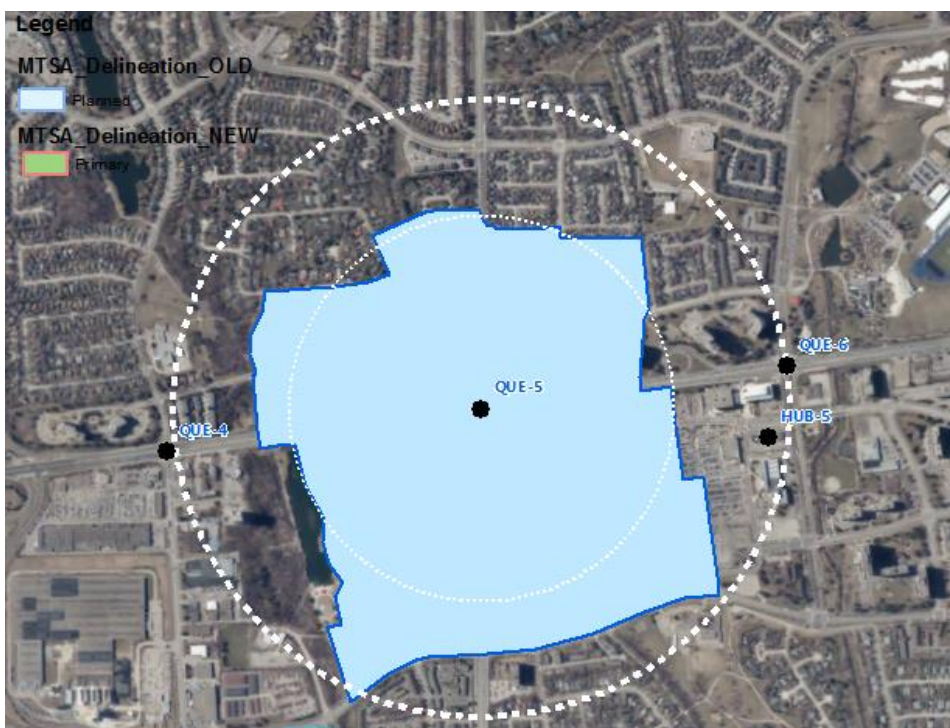 Legend
MTSA_Delineation_OLD
Planned
MTSA_Delineation_NEW
Primary
QUE-6
QUE-5
HUB-5
QUE-4